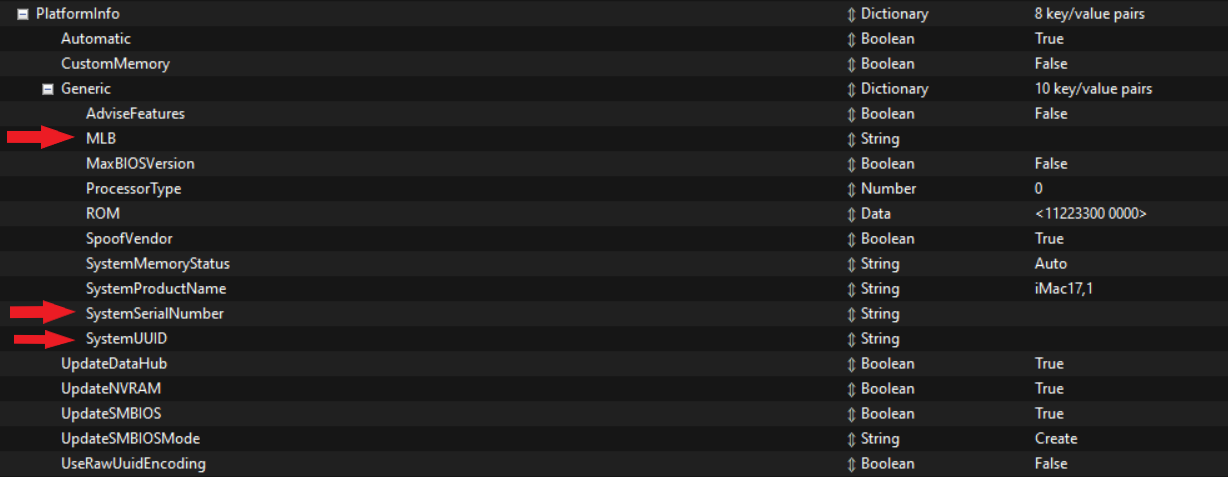 PlatformInfo Dictionary 8 key/value pairs
Automatic Boolean True
CustomMemory Boolean False
Generic Dictionary 10 key/value pairs
AdviseFeatures Boolean False
MLB String
MaxBIOSVersion Boolean False
ProcessorType Number 0
ROM Data <11223300 0000>
SpoofVendor Boolean True
SystemMemoryStatus String Auto
SystemProductName String iMac17,1
SystemSerialNumber String
SystemUUID String
UpdateDataHub Boolean True
UpdateNVRAM Boolean True
UpdateSMBIOS Boolean True
UpdateSMBIOSMode String Create
UseRawUuidEncoding Boolean False